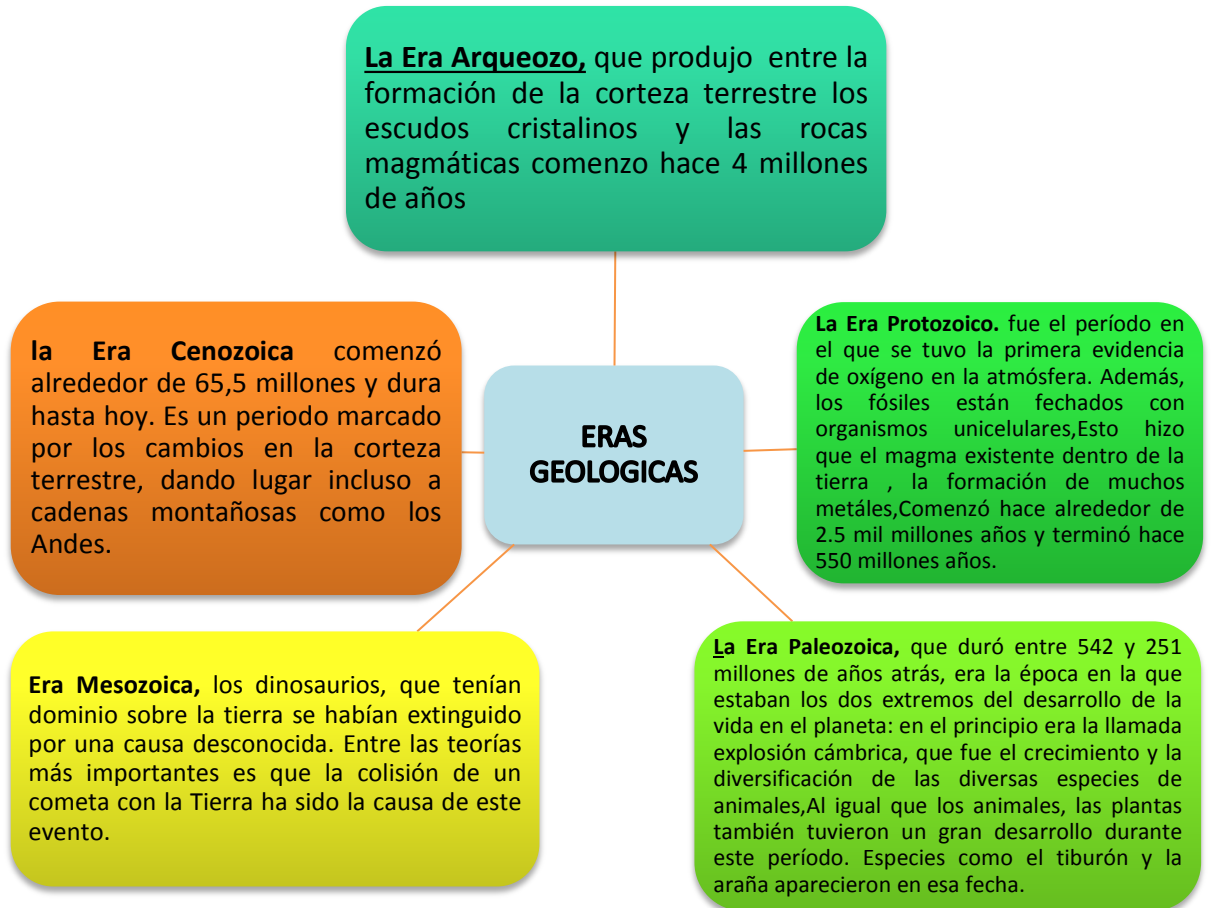 La Era Arqueozo, que produjo entre la
formación de la corteza terrestre los
escudos cristalinos y las rocas
magmáticas comenzo hace 4 millones
de años
la Era Cenozoica comenzó
alrededor de 65,5 millones y dura
hasta hoy. Es un periodo marcado
por los cambios en la corteza
terrestre, dando lugar incluso a
cadenas montañosas como los
Andes.
ERAS
GEOLOGICAS
La Era Protozoico. fue el período en
el que se tuvo la primera evidencia
de oxígeno en la atmósfera. Además,
los fósiles están fechados con
organismos unicelulares,Esto hizo
que el magma existente dentro de la
tierra , la formación de muchos
metáles,Comenzó hace alrededor de
2.5 mil millones años y terminó hace
550 millones años.
Era Mesozoica, los dinosaurios, que tenían
dominio sobre la tierra se habían extinguido
por una causa desconocida. Entre las teorías
más importantes es que la colisión de un
cometa con la Tierra ha sido la causa de este
evento.
La Era Paleozoica, que duró entre 542 y 251
millones de años atrás, era la época en la que
estaban los dos extremos del desarrollo de la
vida en el planeta: en el principio era la llamada
explosión cámbrica, que fue el crecimiento y la
diversificación de las diversas especies de
animales,Al igual que los animales, las plantas
también tuvieron un gran desarrollo durante
este período. Especies como el tiburón y la
araña aparecieron en esa fecha.